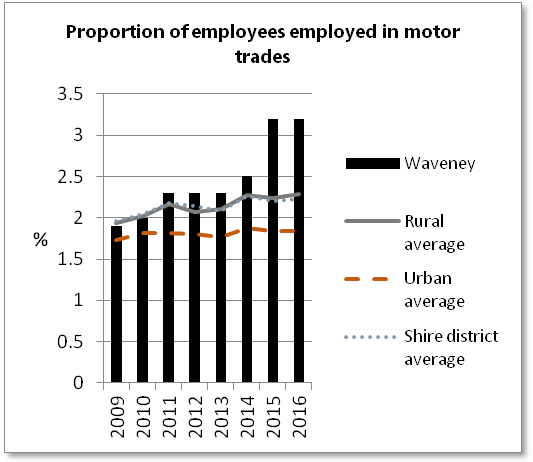 Proportion of employees employed in motor
trades
3.5
3
2.5
2
1.5
1
0.5
0
%
2009
2010
2011
2012
2013
2014
2015
2016
Waveney
Rural
average
Urban
average
Shire district
average